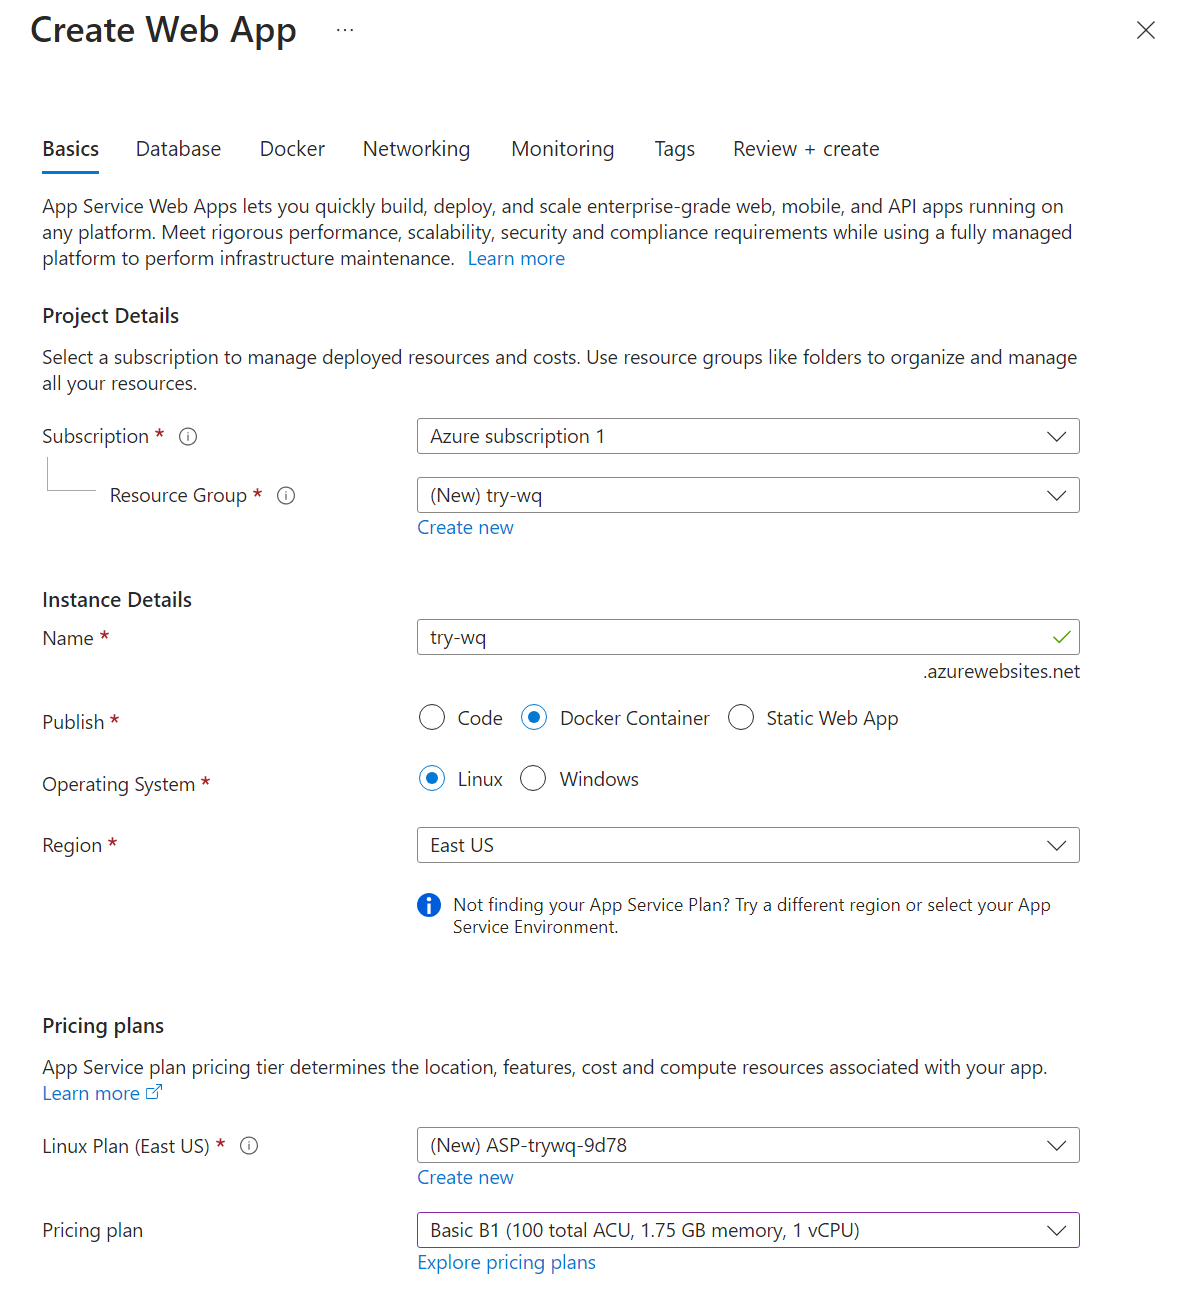 Create Web App ...
Basics Database Docker Networking Monitoring Tags Review + create
App Service Web Apps lets you quickly build, deploy, and scale enterprise-grade web, mobile, and API apps running on
any platform. Meet rigorous performance, scalability, security and compliance requirements while using a fully managed
platform to perform infrastructure maintenance. Learn more
Project Details
Select a subscription to manage deployed resources and costs. Use resource groups like folders to organize and manage
all your resources.
Subscription * Azure subscription 1
Resource Group * (New) try-wq
Create new
Instance Details
Name * try-wq
.azurewebsites.net
Publish * Code Docker Container Static Web App
Operating System * Linux Windows
Region * East US
Not finding your App Service Plan? Try a different region or select your App
Service Environment.
Pricing plans
App Service plan pricing tier determines the location, features, cost and compute resources associated with your app.
Learn more
Linux Plan (East US) * (New) ASP-trywq-9d78
Create new
Pricing plan Basic B1 (100 total ACU, 1.75 GB memory, 1 vCPU)
Explore pricing plans